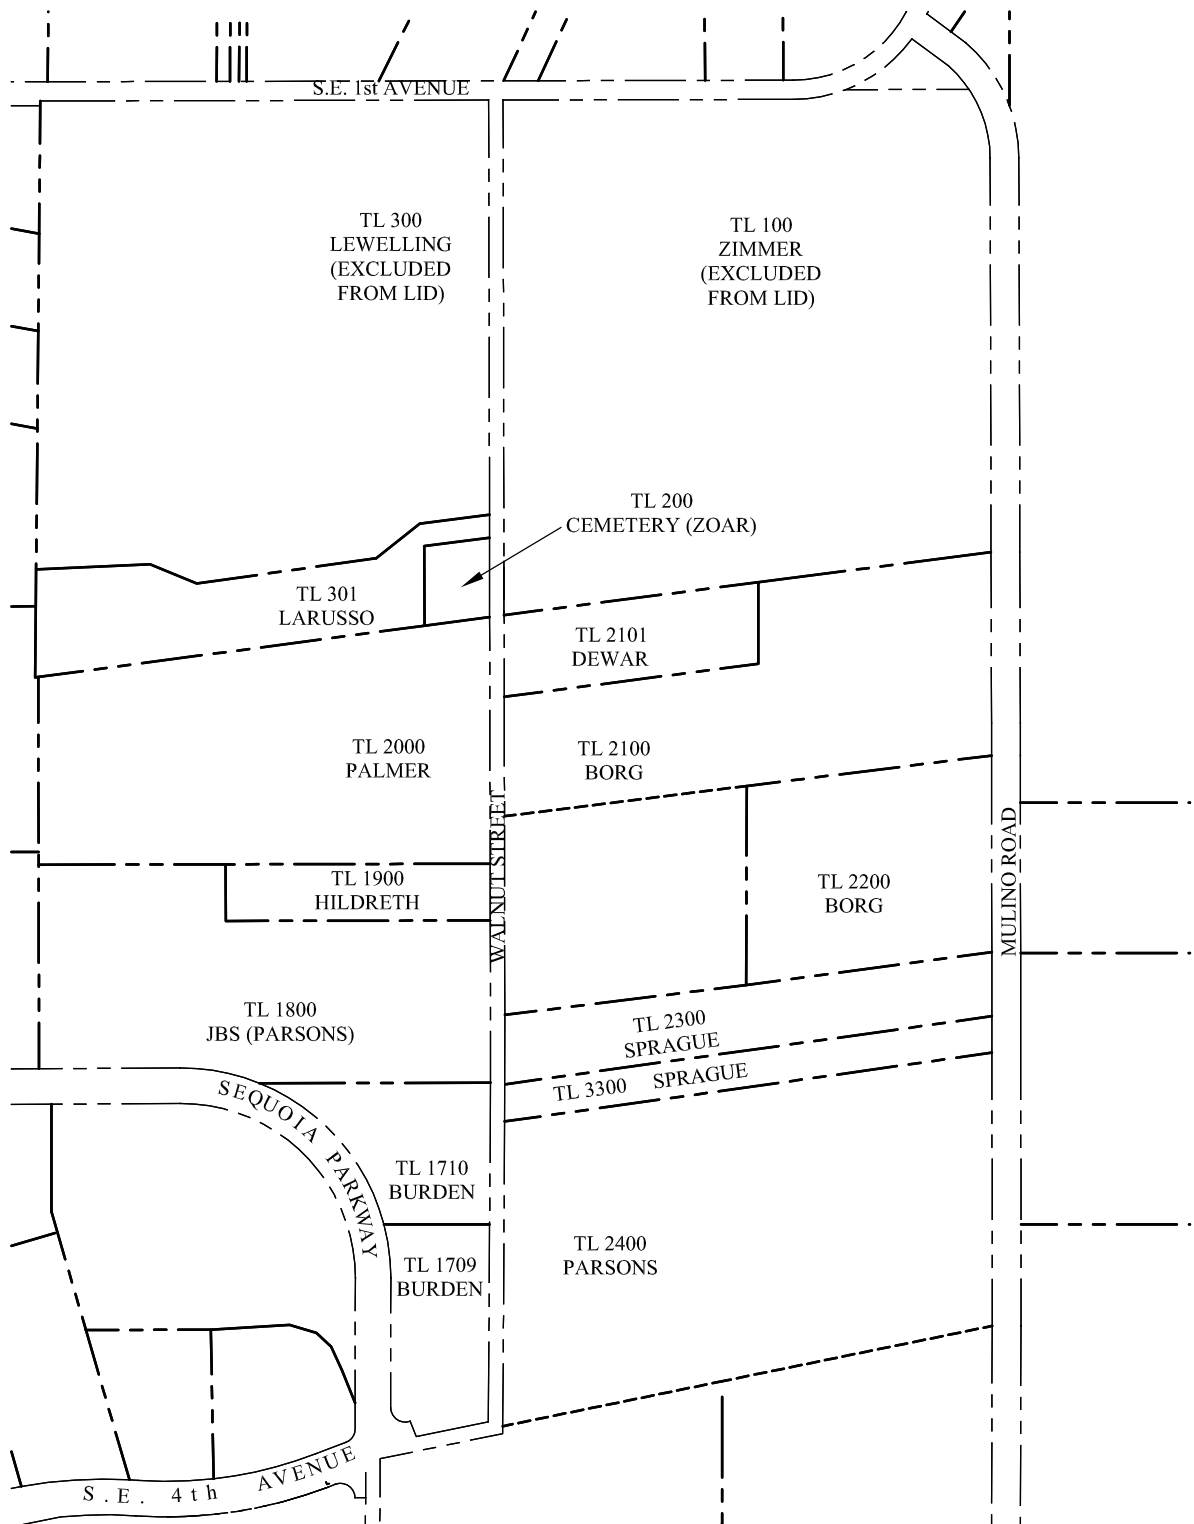 S.E. 1st AVENUE
TL 300
LEWELLING
(EXCLUDED
FROM LID)
TL 100
ZIMMER
(EXCLUDED
FROM LID)
TL 200
CEMETERY (ZOAR)
TL 301
LARUSSO
TL 2101
DEWAR
TL 2000
PALMER
TL 2100
BORG
WALNUT STREET
MULINO ROAD
TL 1900
HILDRETH
TL 2200
BORG
TL 1800
JBS (PARSONS)
TL 2300
SPRAGUE
TL 3300 SPRAGUE
SEQUOIA PARKWAY
TL 1710
BURDEN
TL 2400
PARSONS
TL 1709
BURDEN
S.E. 4th AVENUE